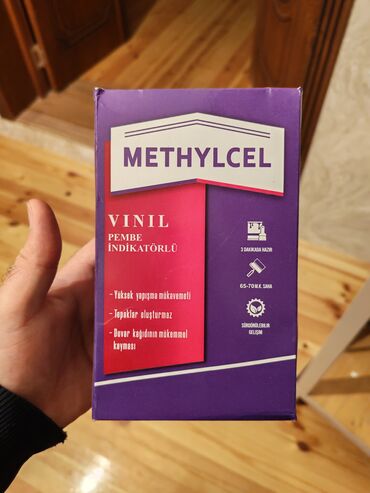 METHYLCEL
VINIL
PEMBE
İNDİKATÖRLÜ
- Yüksek yapışma mükavemeti
- Topaklar oluşturmaz
- Duvar kağıdının mükemmel
kayması
3 DAKİKADA HAZIR
65-70 M.K. SAHA
SÜRDÜRÜLEBİLİR
GELİŞİM